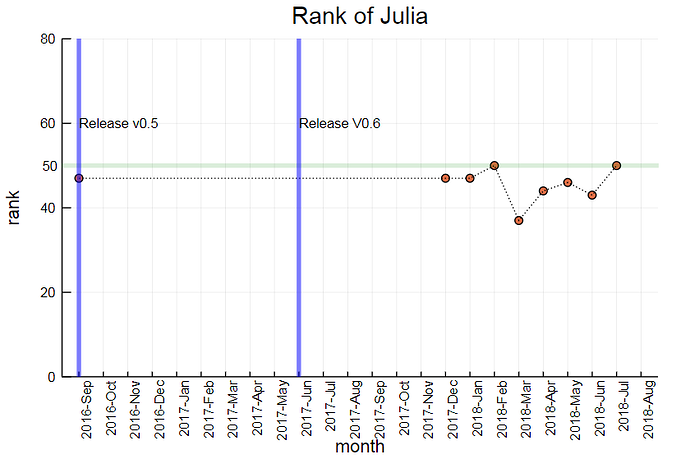 Rank of Julia
80
60
50
40
20
0
rank
Release v0.5
Release V0.6
2016-Sep
2016-Oct
2016-Nov
2016-Dec
2017-Jan
2017-Feb
2017-Mar
2017-Apr
2017-May
2017-Jun
2017-Jul
2017-Aug
2017-Sep
2017-Oct
2017-Nov
2017-Dec
2018-Jan
2018-Feb
2018-Mar
2018-Apr
2018-May
2018-Jun
2018-Jul
2018-Aug
month